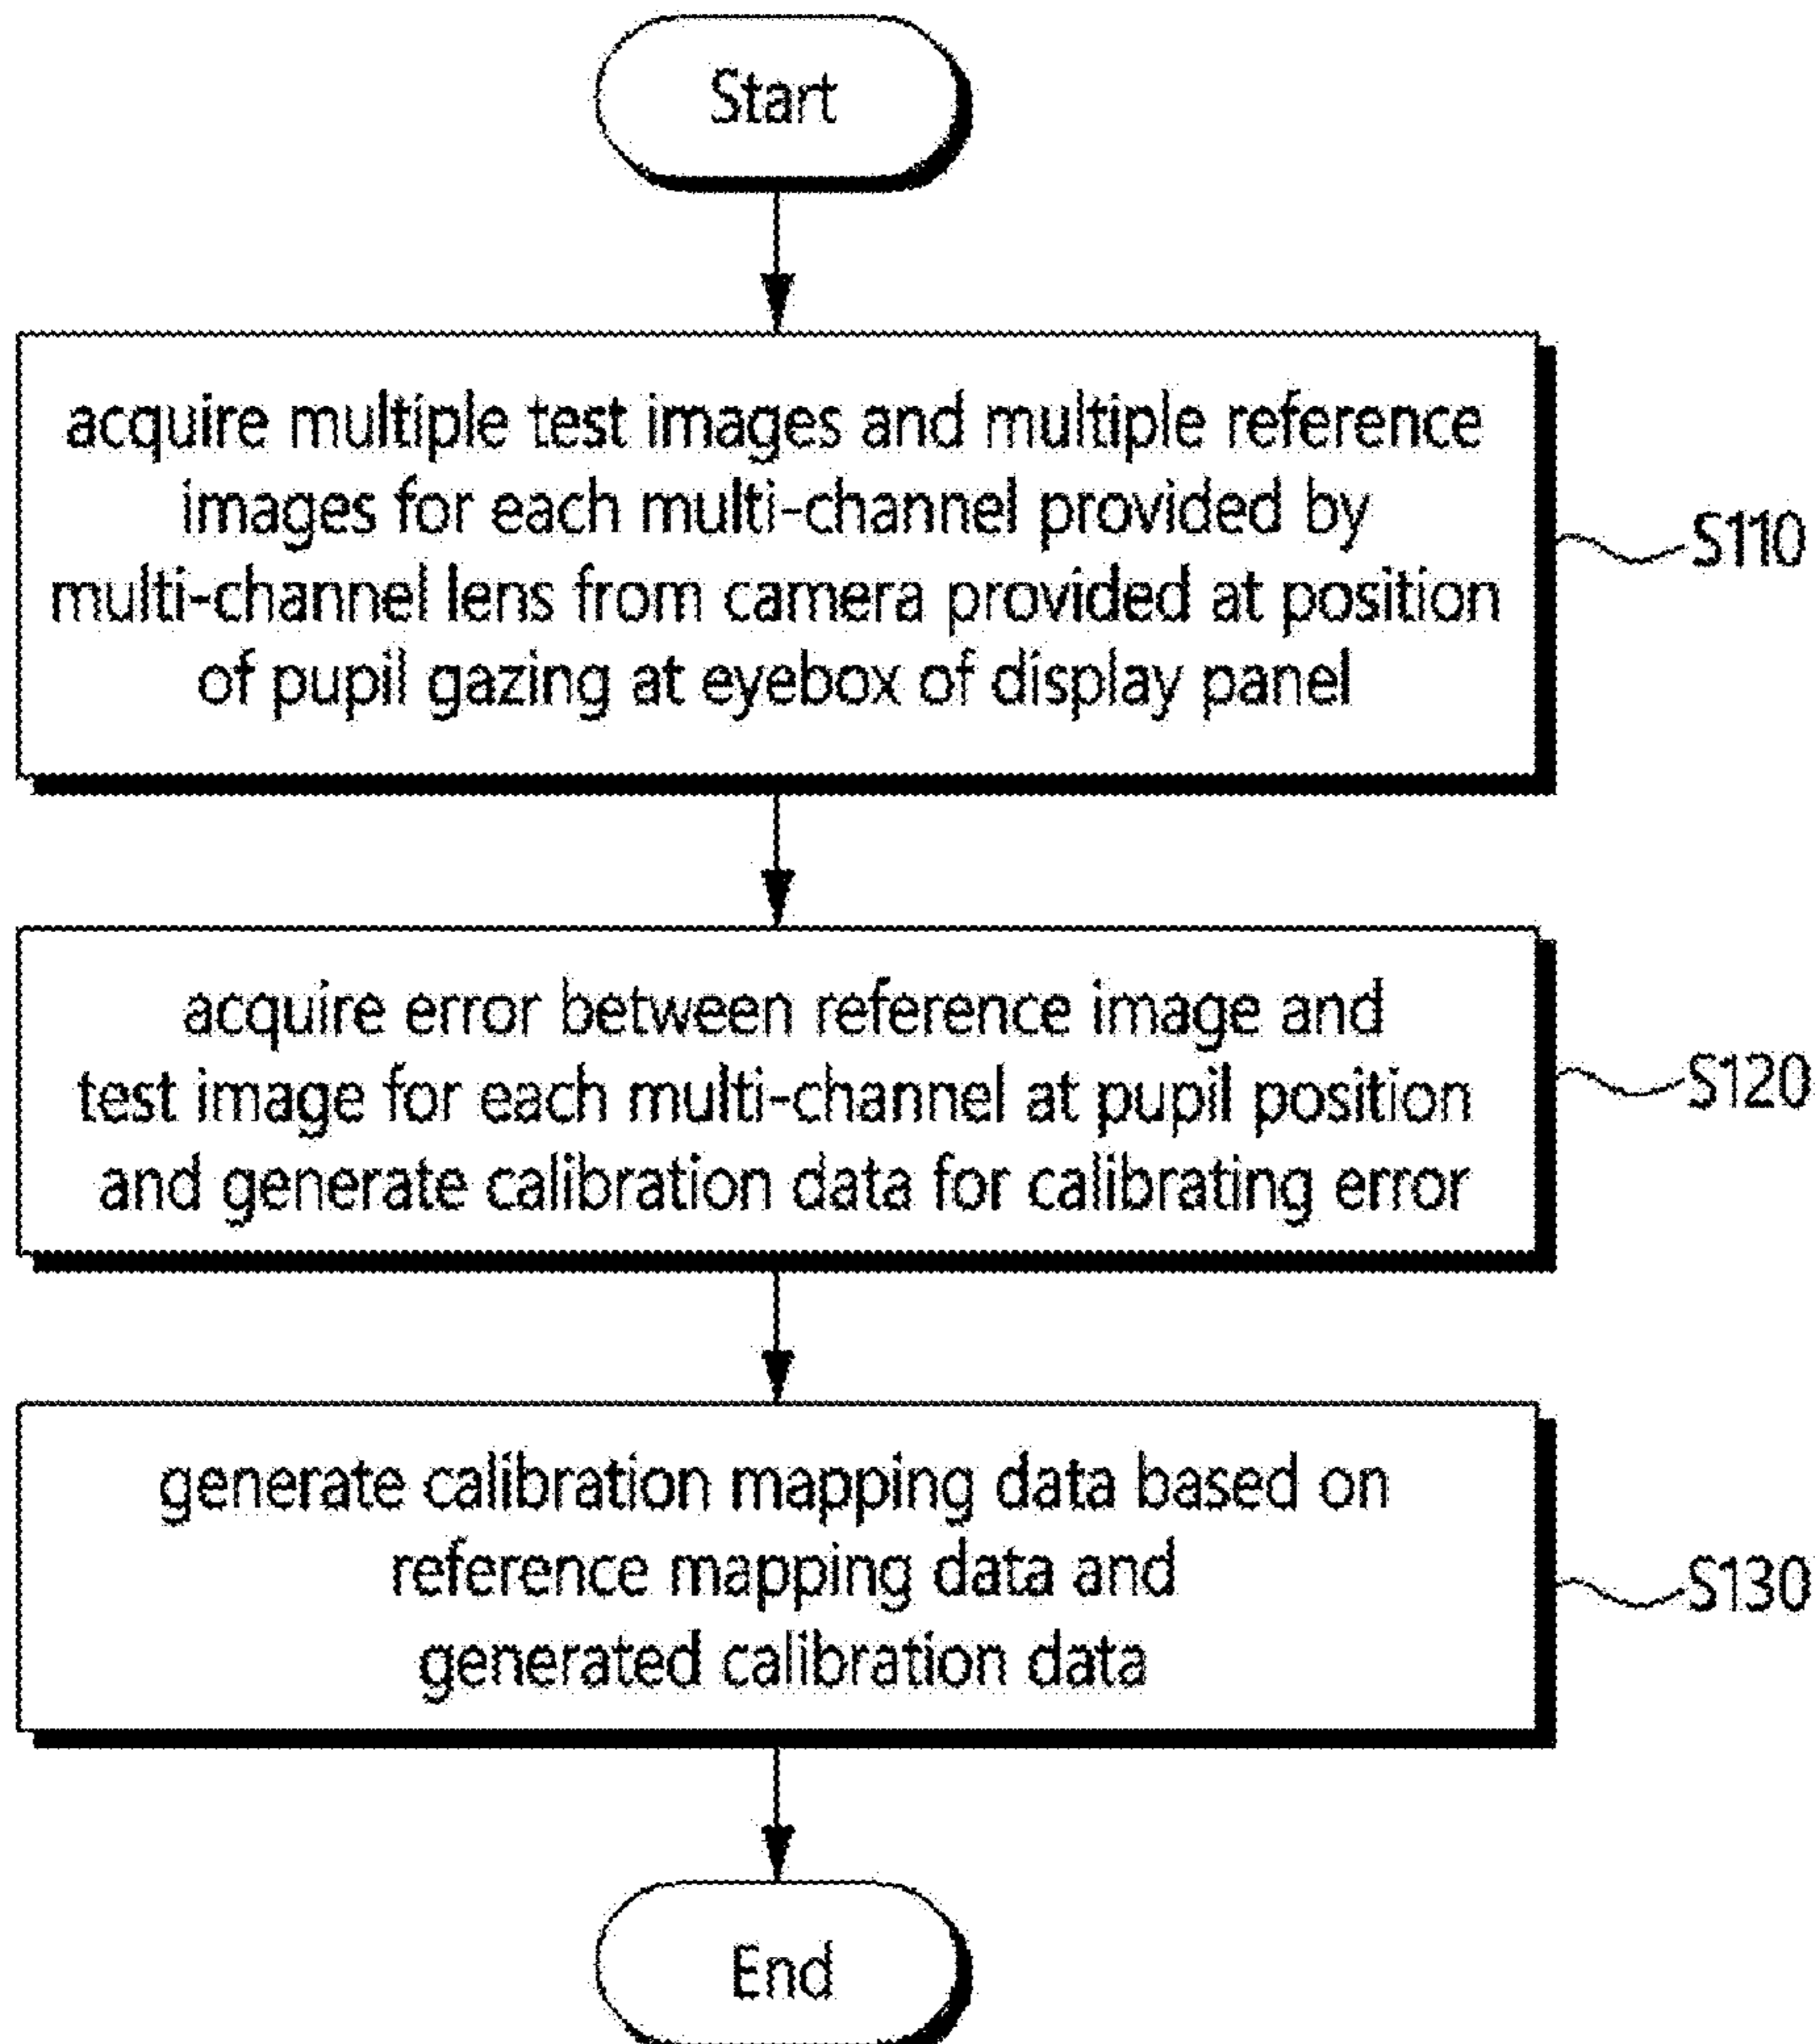 Start
acquire multiple test images and multiple reference
images for each multi-channel provided by
multi-channel lens from camera provided at position
of pupil gazing at eyebox of display panel
S110
acquire error between reference image and
test image for each multi-channel at pupil position
and generate calibration data for calibrating error
S120
generate calibration mapping data based on
reference mapping data and
generated calibration data
S130
End